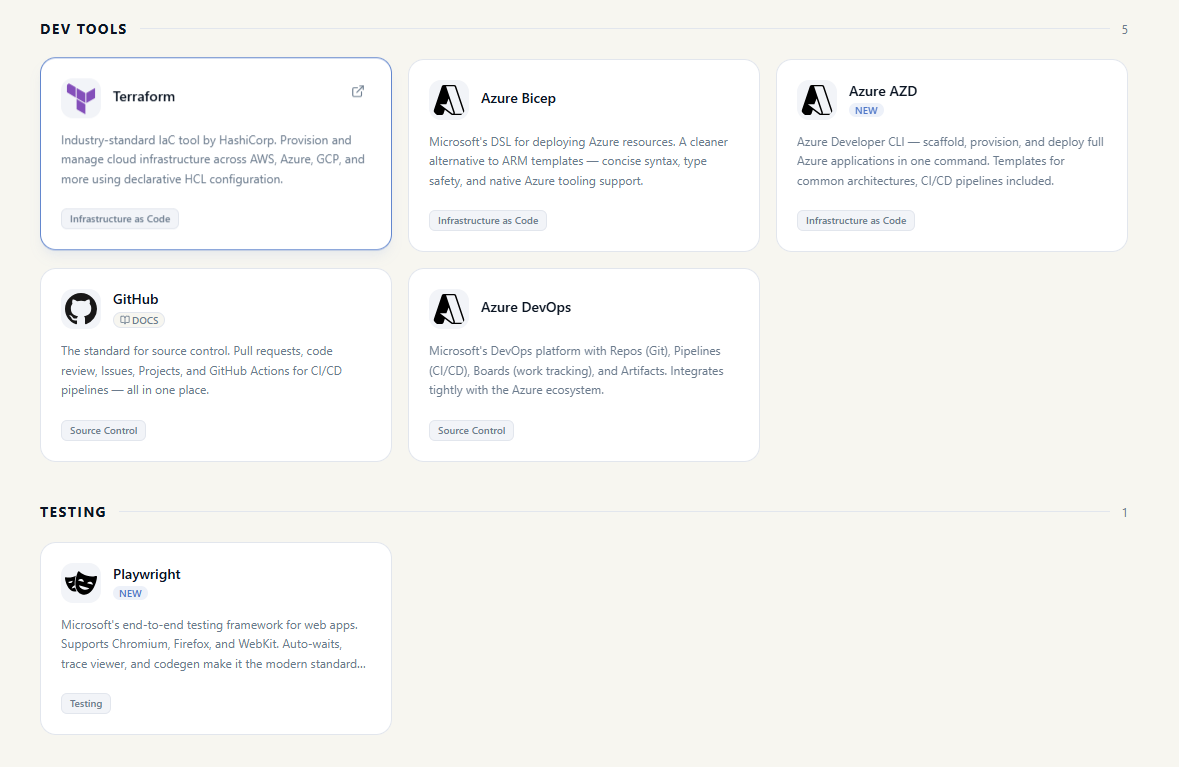 DEV TOOLS
5
Terraform
Industry-standard IaC tool by HashiCorp. Provision and
manage cloud infrastructure across AWS, Azure, GCP, and
more using declarative HCL configuration.
Infrastructure as Code
Azure Bicep
Microsoft's DSL for deploying Azure resources. A cleaner
alternative to ARM templates — concise syntax, type
safety, and native Azure tooling support.
Infrastructure as Code
Azure AZD
NEW
Azure Developer CLI — scaffold, provision, and deploy full
Azure applications in one command. Templates for
common architectures, CI/CD pipelines included.
Infrastructure as Code
GitHub
DOCS
The standard for source control. Pull requests, code
review, Issues, Projects, and GitHub Actions for CI/CD
pipelines — all in one place.
Source Control
Azure DevOps
Microsoft's DevOps platform with Repos (Git), Pipelines
(CI/CD), Boards (work tracking), and Artifacts. Integrates
tightly with the Azure ecosystem.
Source Control
TESTING
1
Playwright
NEW
Microsoft's end-to-end testing framework for web apps.
Supports Chromium, Firefox, and WebKit. Auto-waits,
trace viewer, and codegen make it the modern standard...
Testing